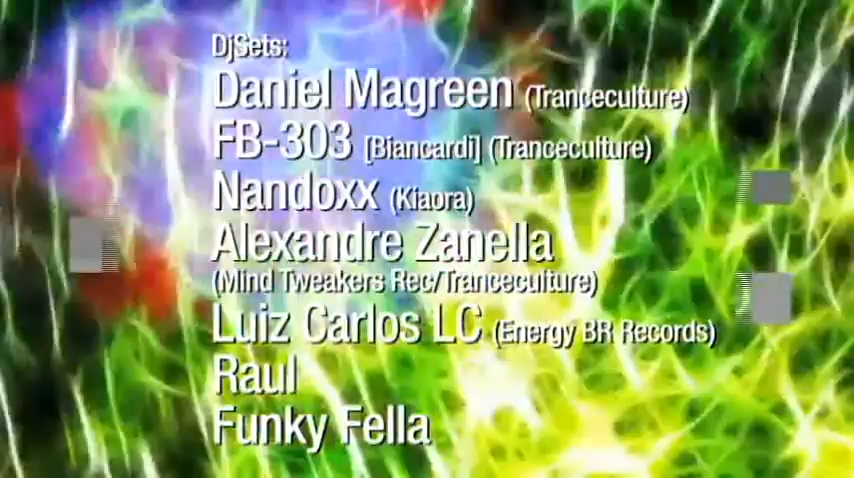 DjSets:
Daniel Magreen (Tranceculture)
FB-303 [Biancardi] (Tranceculture)
Nandoxx (Kiaora)
Alexandre Zanella
(Mind Tweakers Rec/Tranceculture)
Luiz Carlos LC (Energy BR Records)
Raul
Funky Fella